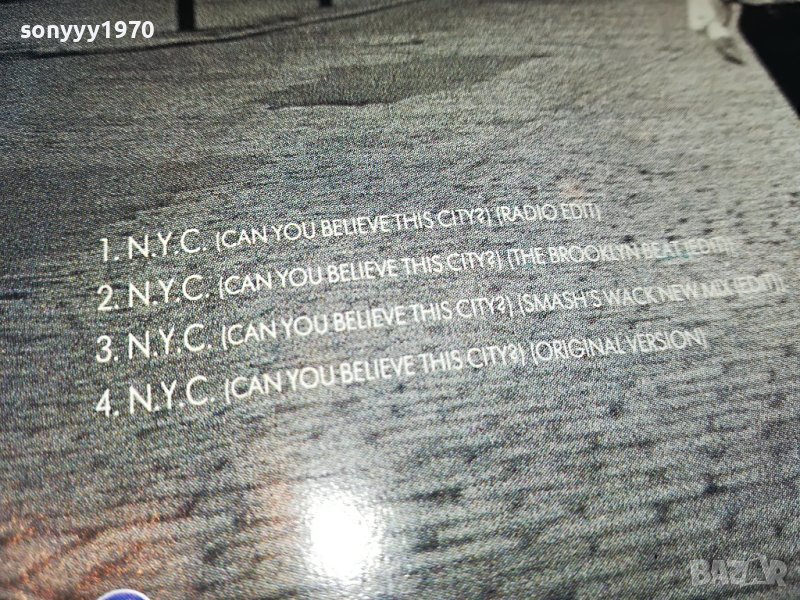 sonyyy1970
1. N.Y.C. (CAN YOU BELIEVE THIS CITY?) (RADIO EDIT)
2. N.Y.C. (CAN YOU BELIEVE THIS CITY?) (THE BROOKLYN BEAT EDIT)
3. N.Y.C. (CAN YOU BELIEVE THIS CITY?) (SMASH'S WACK NEW MIX (EDIT))
4. N.Y.C. (CAN YOU BELIEVE THIS CITY?) (ORIGINAL VERSION)
BAZAR